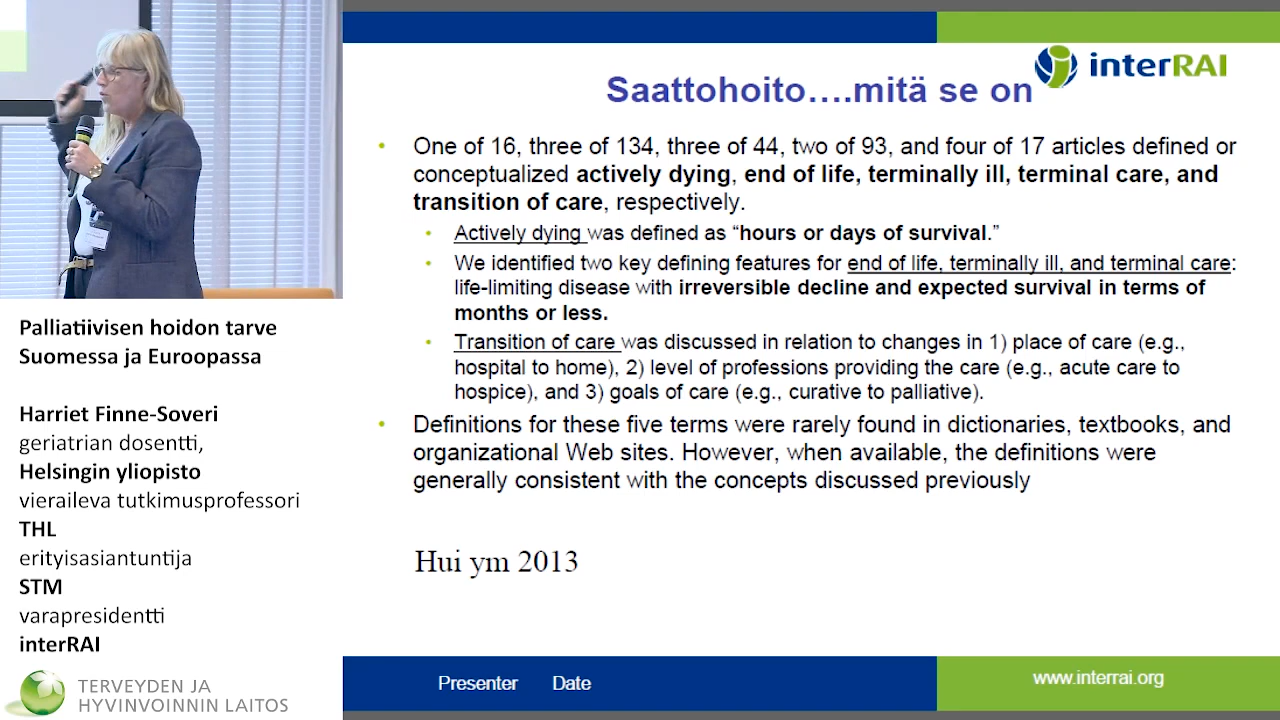 Palliatiivisen hoidon tarve
Suomessa ja Euroopassa
Harriet Finne-Soveri
geriatrian dosentti,
Helsingin yliopisto
vieraileva tutkimusprofessori
THL
erityisasiantuntija
STM
varapresidentti
interRAI
TERVEYDEN JA
HYVINVOINNIN LAITOS
interRAI
Saattohoito….mitä se on
• One of 16, three of 134, three of 44, two of 93, and four of 17 articles defined or
conceptualized actively dying, end of life, terminally ill, terminal care, and
transition of care, respectively.
• Actively dying was defined as “hours or days of survival.”
• We identified two key defining features for end of life, terminally ill, and terminal care:
life-limiting disease with irreversible decline and expected survival in terms of
months or less.
• Transition of care was discussed in relation to changes in 1) place of care (e.g.,
hospital to home), 2) level of professions providing the care (e.g., acute care to
hospice), and 3) goals of care (e.g., curative to palliative).
• Definitions for these five terms were rarely found in dictionaries, textbooks, and
organizational Web sites. However, when available, the definitions were
generally consistent with the concepts discussed previously
Hui ym 2013
Presenter Date
www.interrai.org